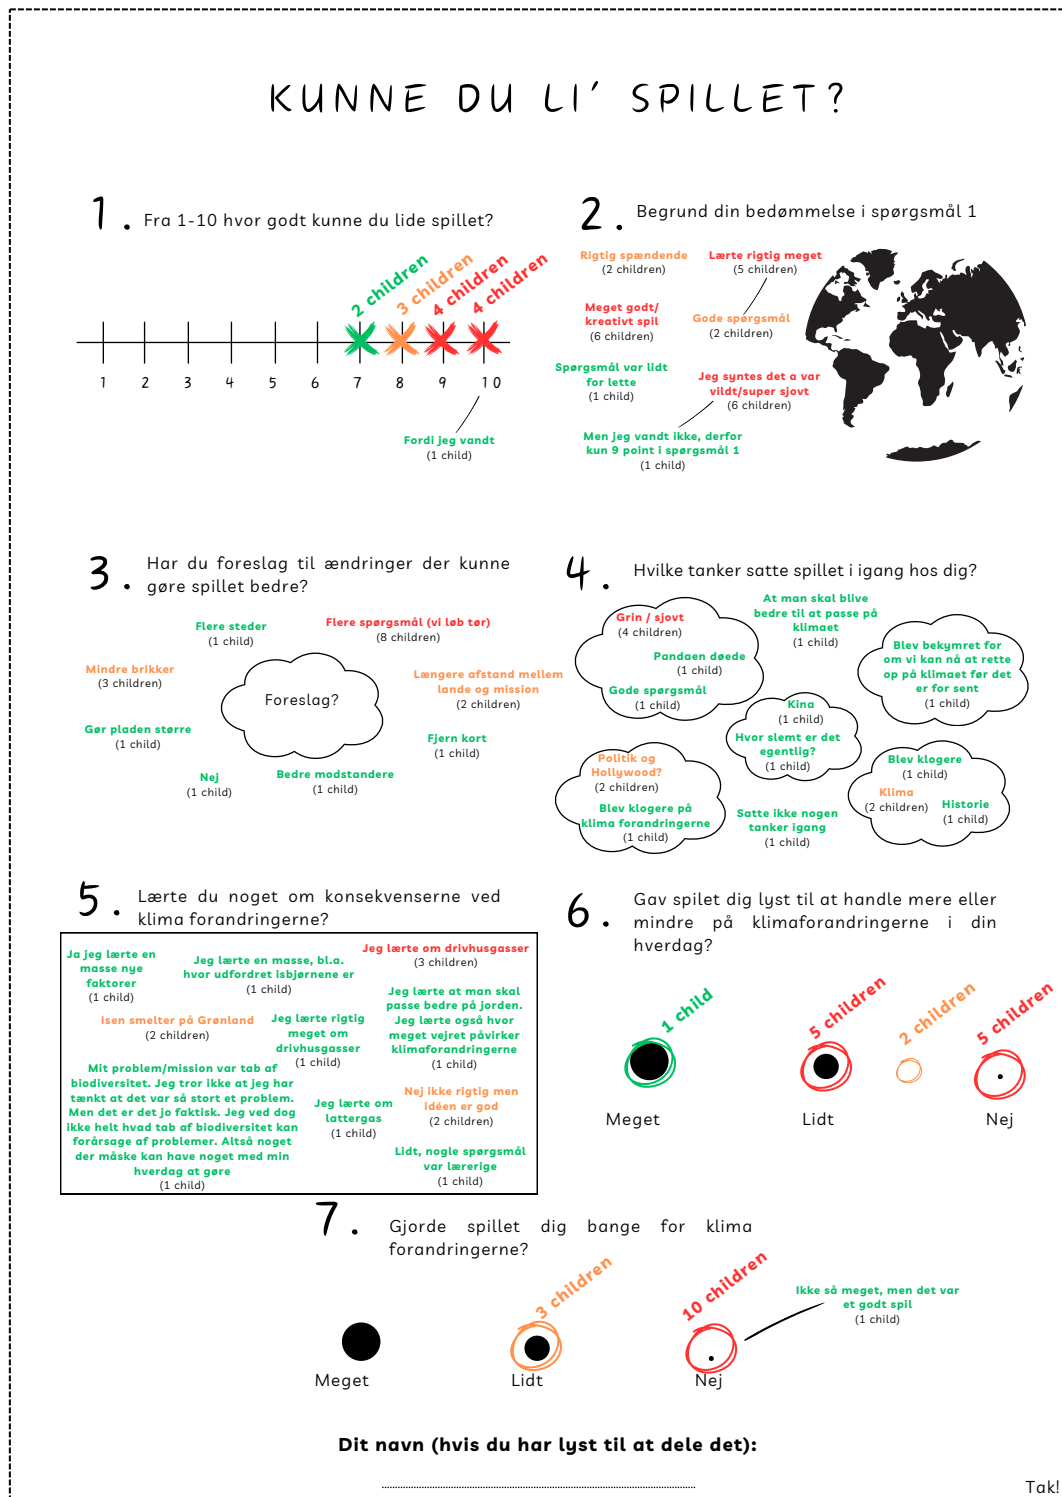 KUNNE DU LI' SPILLET?
1.
Fra 1-10 hvor godt kunne du lide spillet?
2 children
3 children
4 children
4 children
1 2 3 4 5 6 7 8 9 10
Fordi jeg vandt
(1 child)
2.
Begrund din bedømmelse i spørgsmål 1
Rigtig spændende
(2 children)
Lærte rigtig meget
(5 children)
Meget godt/
kreativt spil
(6 children)
Gode spørgsmål
(2 children)
Spørgsmål var lidt
for lette
(1 child)
Jeg syntes det a var
vildt/super sjovt
(6 children)
Men jeg vandt ikke, derfor
kun 9 point i spørgsmål 1
(1 child)
3.
Har du foreslag til ændringer der kunne
gøre spillet bedre?
Flere steder
(1 child)
Flere spørgsmål (vi løb tør)
(8 children)
Mindre brikker
(3 children)
Foreslag?
Længere afstand mellem
lande og mission
(2 children)
Gør pladen større
(1 child)
Fjern kort
(1 child)
Nej
(1 child)
Bedre modstandere
(1 child)
4.
Hvilke tanker satte spillet i igang hos dig?
Grin / sjovt
(4 children)
Pandaen døede
(1 child)
Gode spørgsmål
(1 child)
At man skal blive
bedre til at passe på
klimaet
(1 child)
Blev bekymret for
om vi kan nå at rette
op på klimaet før det
er for sent
(1 child)
Kina
(1 child)
Hvor slemt er det
egentlig?
(1 child)
Politik og
Hollywood?
(2 children)
Blev klogere på
klima forandringerne
(1 child)
Satte ikke nogen
tanker igang
(1 child)
Blev klogere
(1 child)
Klima
(2 children)
Historie
(1 child)
5.
Lærte du noget om konsekvenserne ved
klima forandringerne?
Ja jeg lærte en
masse nye
faktorer
(1 child)
Jeg lærte en masse, bl.a.
hvor udfordret isbjørnene er
(1 child)
Jeg lærte om drivhusgasser
(3 children)
Isen smelter på Grønland
(2 children)
Jeg lærte rigtig
meget om
drivhusgasser
(1 child)
Jeg lærte at man skal
passe bedre på jorden.
Jeg lærte også hvor
meget vejret påvirker
klimaforandringerne
(1 child)
Mit problem/mission var tab af
biodiversitet. Jeg tror ikke at jeg har
tænkt at det var så stort et problem.
Men det er det jo faktisk. Jeg ved dog
ikke helt hvad tab af biodiversitet kan
forårsage af problemer. Altså noget
der måske kan have noget med min
hverdag at gøre
(1 child)
Jeg lærte om
lattergas
(1 child)
Nej ikke rigtig men
idéen er god
(2 children)
Lidt, nogle spørgsmål
var lærerige
(1 child)
6.
Gav spilet dig lyst til at handle mere eller
mindre på klimaforandringerne i din
hverdag?
1 child
5 children
2 children
5 children
Meget
Lidt
Nej
7.
Gjorde spillet dig bange for klima
forandringerne?
3 children
10 children
Ikke så meget, men det var
et godt spil
(1 child)
Meget
Lidt
Nej
Dit navn (hvis du har lyst til at dele det):
Tak!